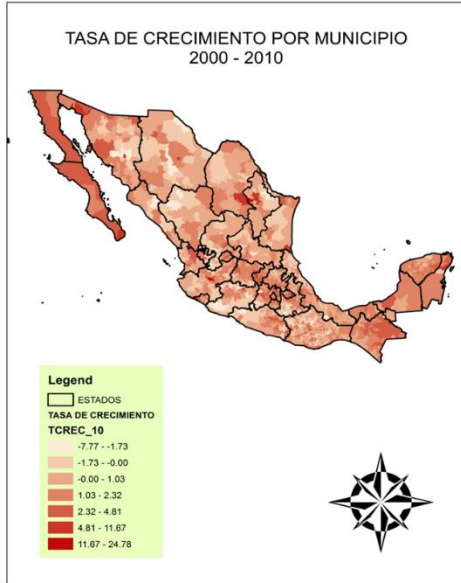 TASA DE CRECIMIENTO POR MUNICIPIO
2000 - 2010
Legend
ESTADOS
TASA DE CRECIMIENTO
TCREC_10
-7.77 - -1.73
-1.73 - -0.00
-0.00 - 1.03
1.03 - 2.32
2.32 - 4.81
4.81 - 11.67
11.67 - 24.78